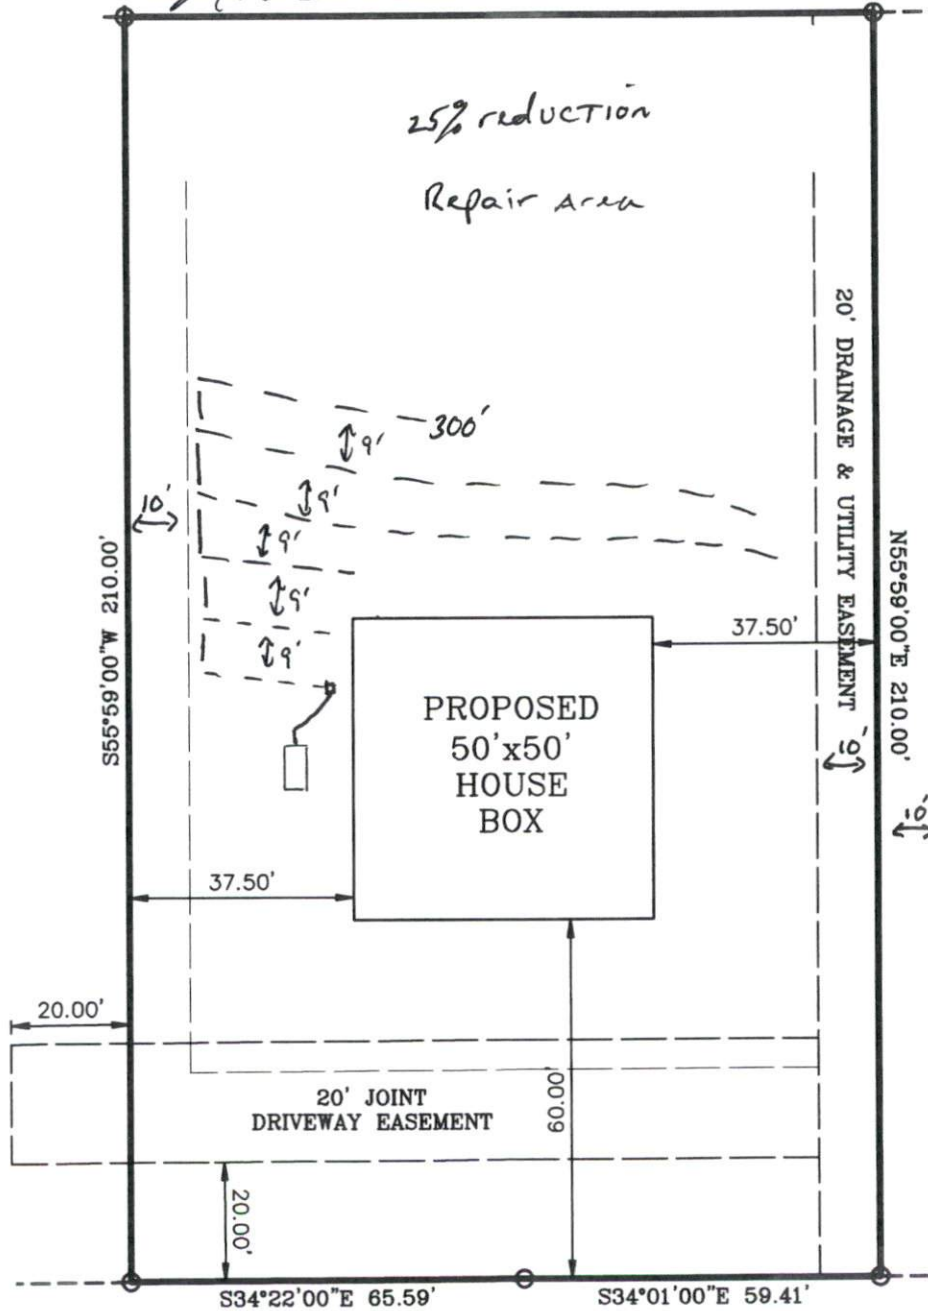 25% reduction
Repair Area
20' DRAINAGE & UTILITY EASEMENT
300'
9'
9'
9'
9'
9'
10'
S55°59'00"W 210.00'
N55°59'00"E 210.00'
37.50'
PROPOSED
50'x50'
HOUSE
BOX
10'
10'
37.50'
20.00'
60.00'
20' JOINT
DRIVEWAY EASEMENT
20.00'
S34°22'00"E 65.59'
S34°01'00"E 59.41'